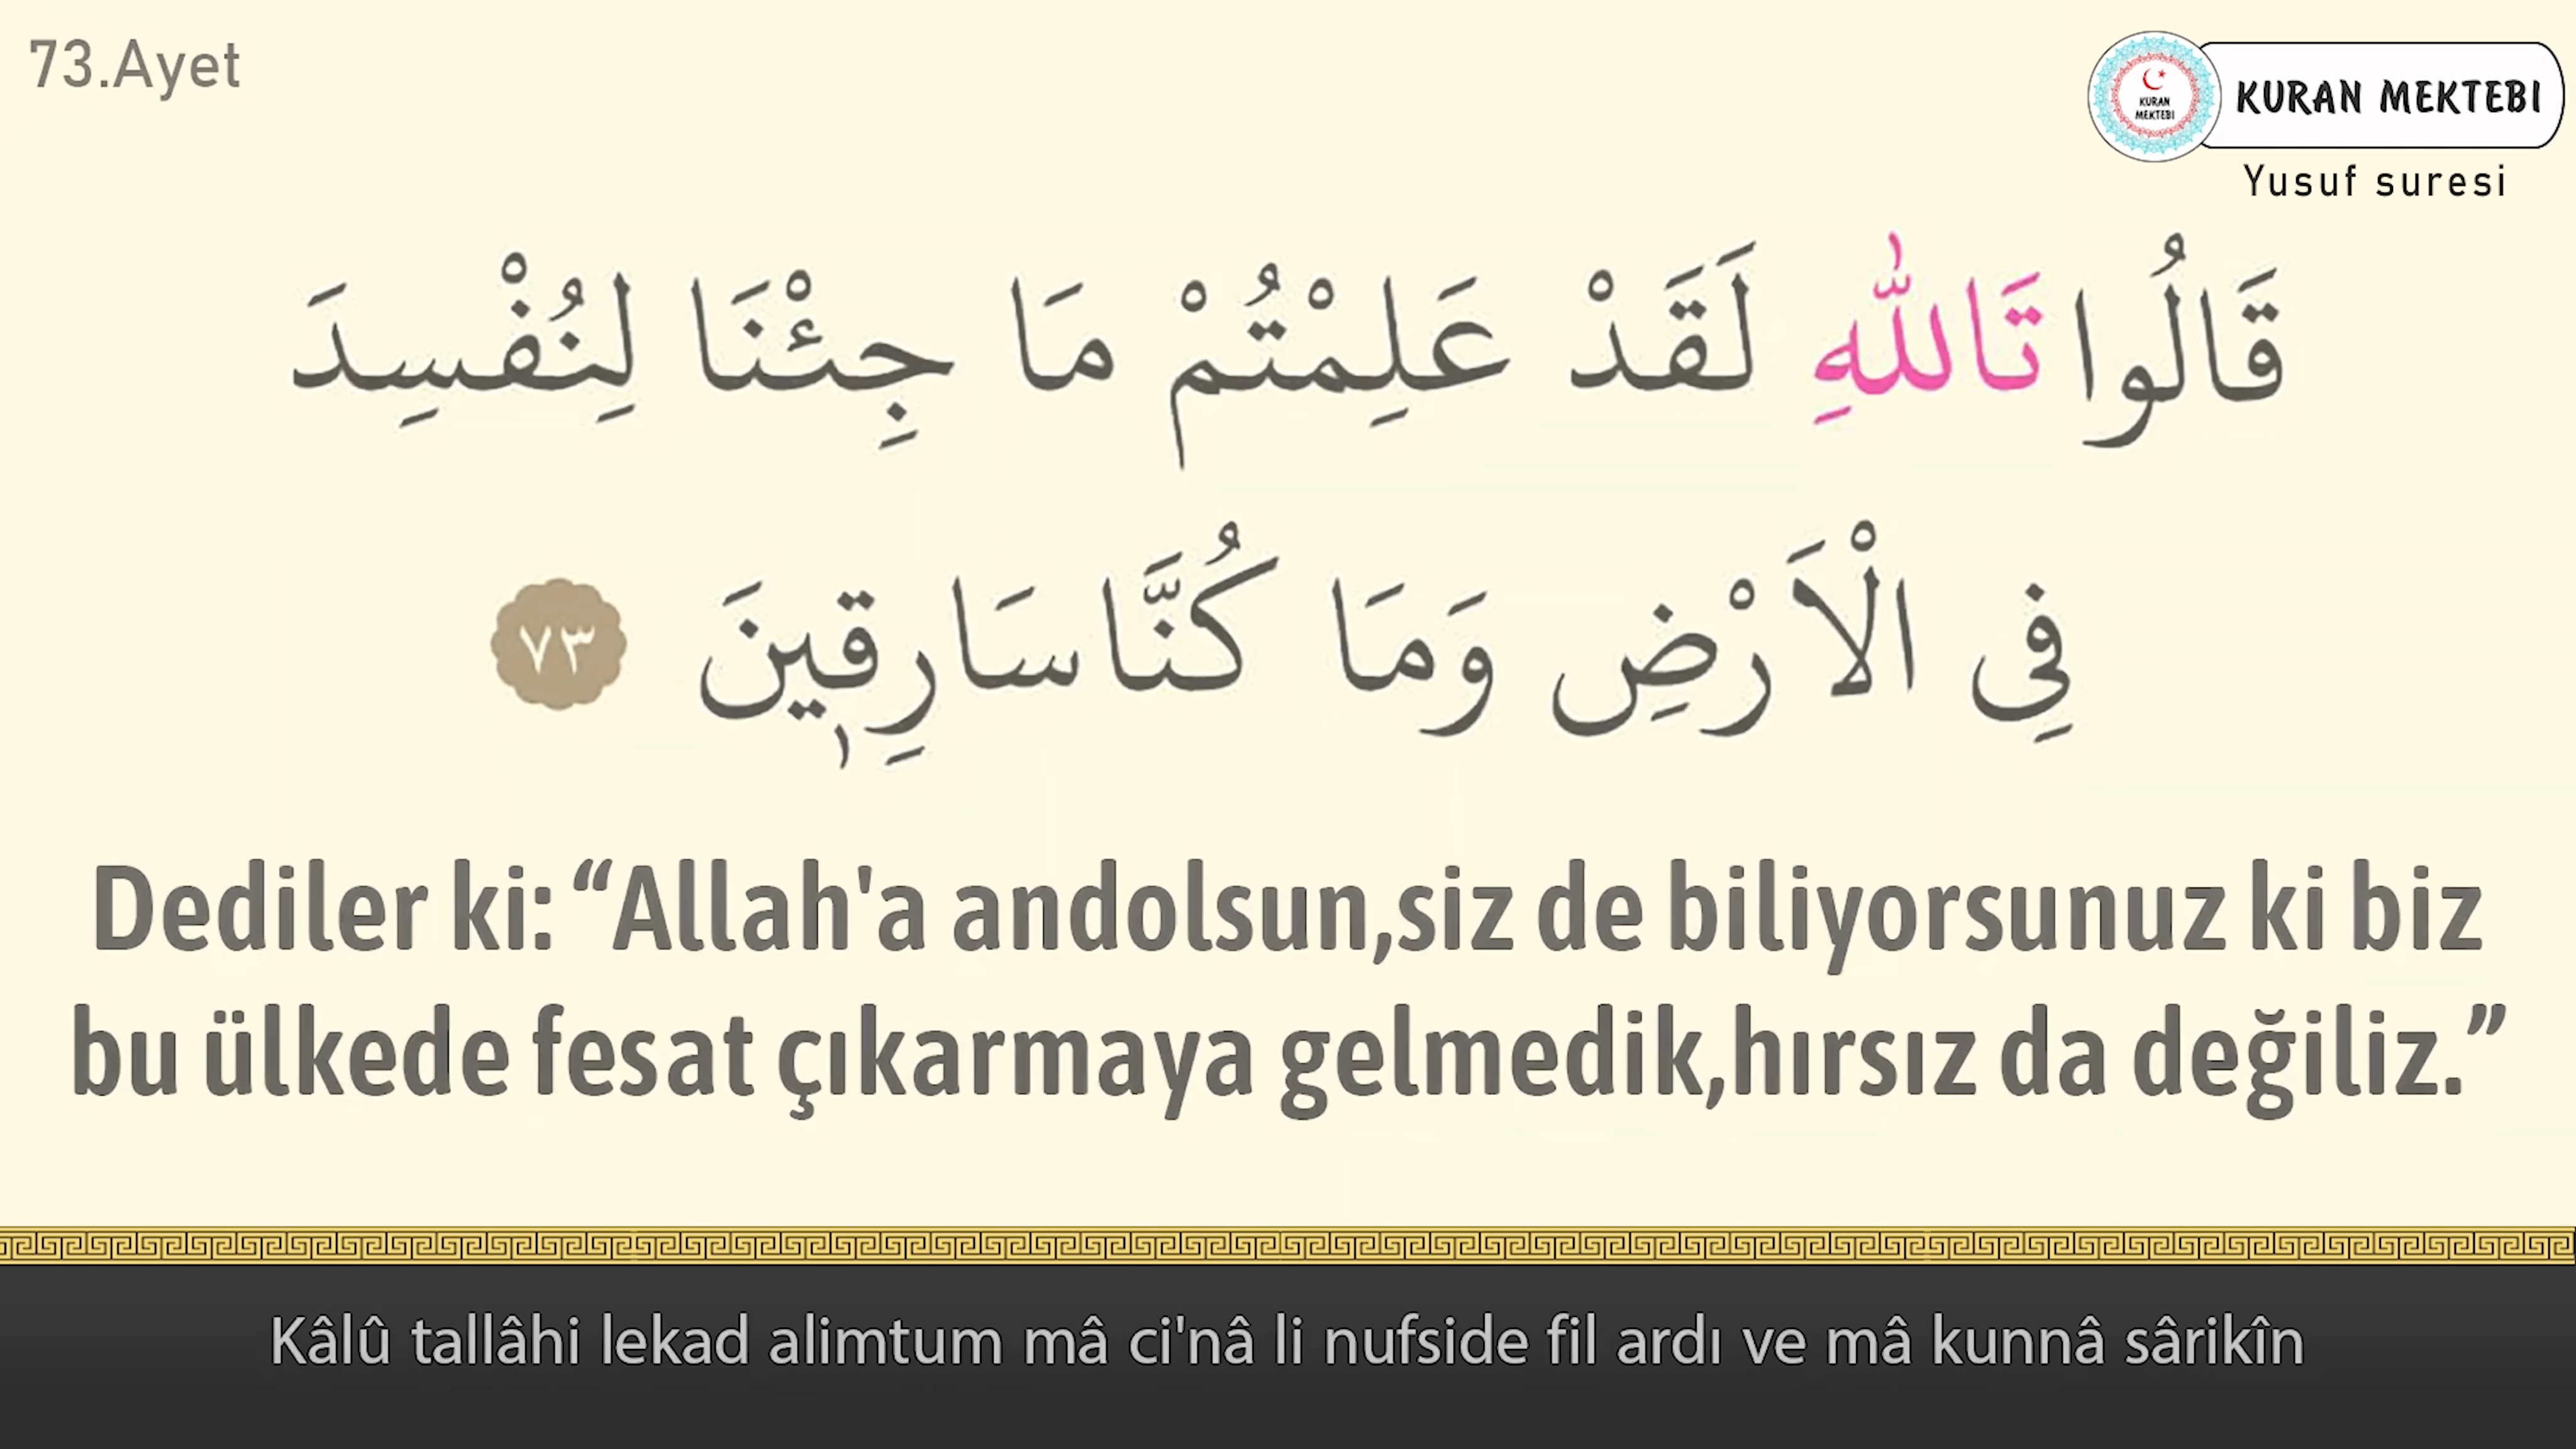 73.Ayet
KURAN
MEKTEBI
KURAN MEKTEBI
Yusuf suresi
قَالُوا تَاللّٰهِ لَقَدْ عَلِمْتُمْ مَا جِئْنَا لِنُفْسِدَ
فِي الْاَرْضِ وَمَا كُنَّا سَارِق۪ينَ ٧٣
Dediler ki: “Allah'a andolsun,siz de biliyorsunuz ki biz
bu ülkede fesat çıkarmaya gelmedik,hırsız da değiliz.”
Kâlû tallâhi lekad alimtum mâ ci'nâ li nufside fil ardı ve mâ kunnâ sârikîn